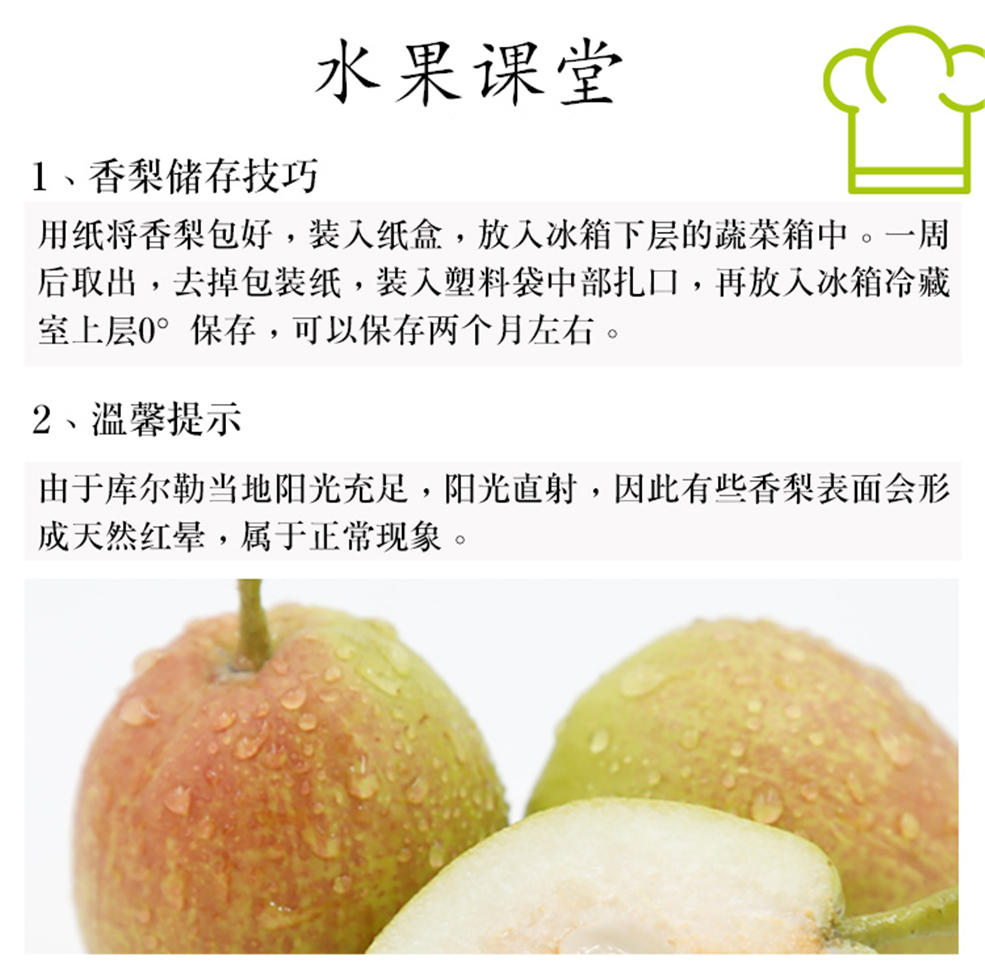 水果课堂
1、香梨储存技巧
用纸将香梨包好，装入纸盒，放入冰箱下层的蔬菜箱中。一周
后取出，去掉包装纸，装入塑料袋中部扎口，再放入冰箱冷藏
室上层0° 保存，可以保存两个月左右。
2、溫馨提示
由于库尔勒当地阳光充足，阳光直射，因此有些香梨表面会形
成天然红晕，属于正常现象。